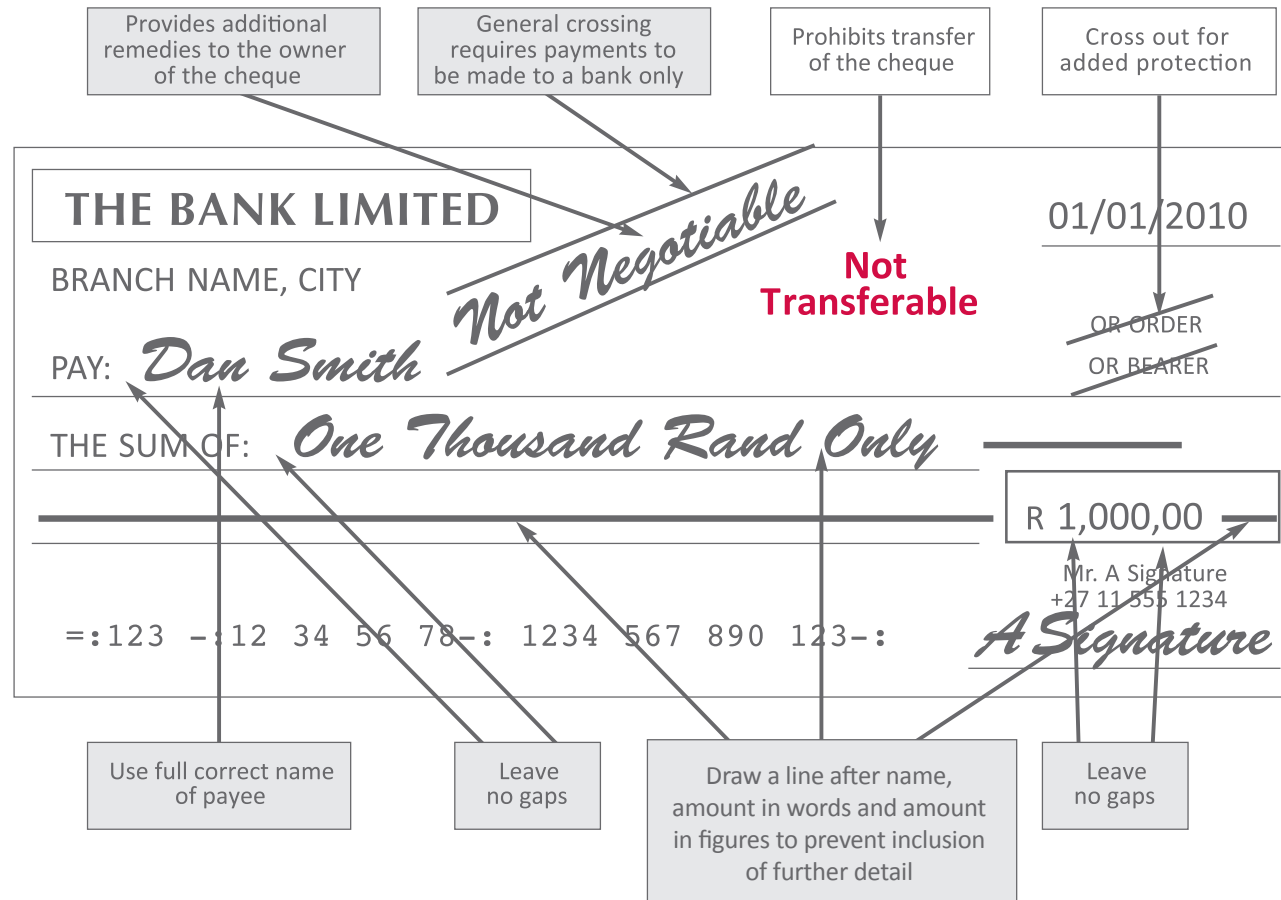 Provides additional
remedies to the owner
of the cheque
General crossing
requires payments to
be made to a bank only
Prohibits transfer
of the cheque
Cross out for
added protection
THE BANK LIMITED
Not Negotiable
01/01/2010
BRANCH NAME, CITY
Not
Transferable
OR ORDER
PAY: Dan Smith
OR BEARER
THE SUM OF: One Thousand Rand Only
R 1,000,00
Mr. A Signature
+27 11 555 1234
=:123 -:12 34 56 78-: 1234 567 890 123-:
A Signature
Use full correct name
of payee
Leave
no gaps
Draw a line after name,
amount in words and amount
in figures to prevent inclusion
of further detail
Leave
no gaps